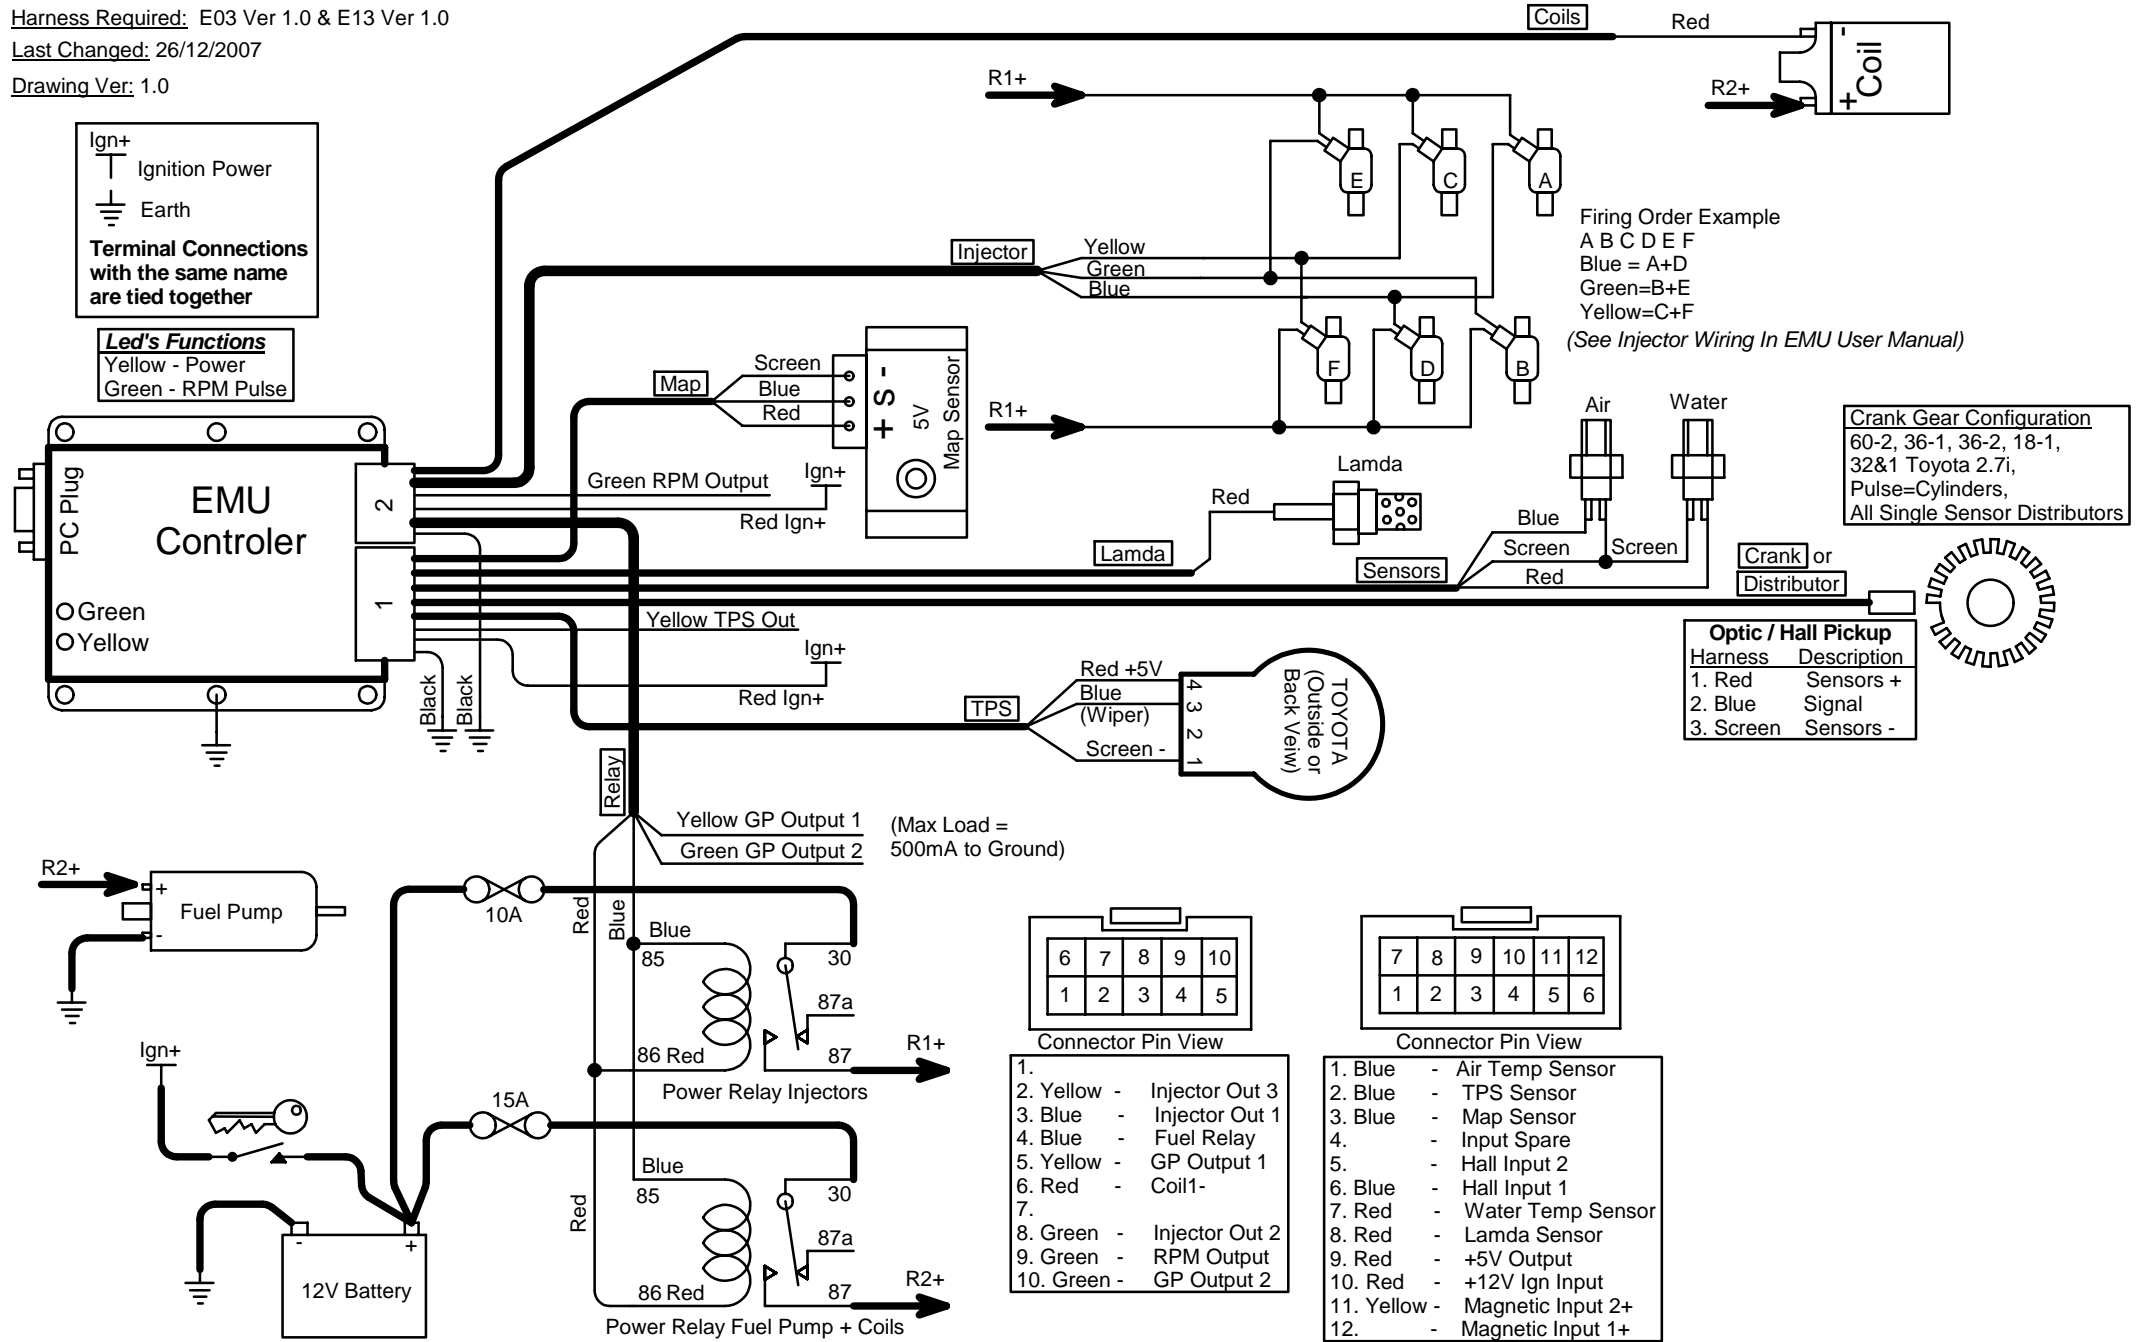 Harness Required: E03 Ver 1.0 & E13 Ver 1.0
Last Changed: 26/12/2007
Drawing Ver: 1.0
Ign+
Ignition Power
Earth
Terminal Connections
with the same name
are tied together
Led's Functions
Yellow - Power
Green - RPM Pulse
Coils
Red
-
Coil
+
R2+
R1+
E
C
A
Injector
Yellow
Green
Blue
Firing Order Example
A B C D E F
Blue = A+D
Green=B+E
Yellow=C+F
(See Injector Wiring In EMU User Manual)
F
D
B
R1+
Map
Screen
Blue
Red
+ S -
5V
Map Sensor
PC Plug
EMU
Controler
Green
Yellow
2
1
Green RPM Output
Ign+
Red Ign+
Lamda
Red
Lamda
Air
Water
Sensors
Blue
Screen
Screen
Red
Crank Gear Configuration
60-2, 36-1, 36-2, 18-1,
32&1 Toyota 2.7i,
Pulse=Cylinders,
All Single Sensor Distributors
Crank or
Distributor
Optic / Hall Pickup
Harness Description
1. Red Sensors +
2. Blue Signal
3. Screen Sensors -
Yellow TPS Out
Ign+
Red Ign+
Black
Black
TPS
Red +5V
Blue
(Wiper)
Screen -
4
3
2
1
TOYOTA
(Outside or
Back Veiw)
Relay
Yellow GP Output 1
Green GP Output 2
(Max Load =
500mA to Ground)
R2+
+
Fuel Pump
-
10A
Red
Blue
Blue
85
30
87a
86 Red
87
R1+
Power Relay Injectors
Ign+
15A
Red
Blue
85
30
87a
86 Red
87
R2+
Power Relay Fuel Pump + Coils
-
+
12V Battery
6 7 8 9 10
1 2 3 4 5
Connector Pin View
1.
2. Yellow - Injector Out 3
3. Blue - Injector Out 1
4. Blue - Fuel Relay
5. Yellow - GP Output 1
6. Red - Coil1-
7.
8. Green - Injector Out 2
9. Green - RPM Output
10. Green - GP Output 2
7 8 9 10 11 12
1 2 3 4 5 6
Connector Pin View
1. Blue - Air Temp Sensor
2. Blue - TPS Sensor
3. Blue - Map Sensor
4. - Input Spare
5. - Hall Input 2
6. Blue - Hall Input 1
7. Red - Water Temp Sensor
8. Red - Lamda Sensor
9. Red - +5V Output
10. Red - +12V Ign Input
11. Yellow - Magnetic Input 2+
12. - Magnetic Input 1+